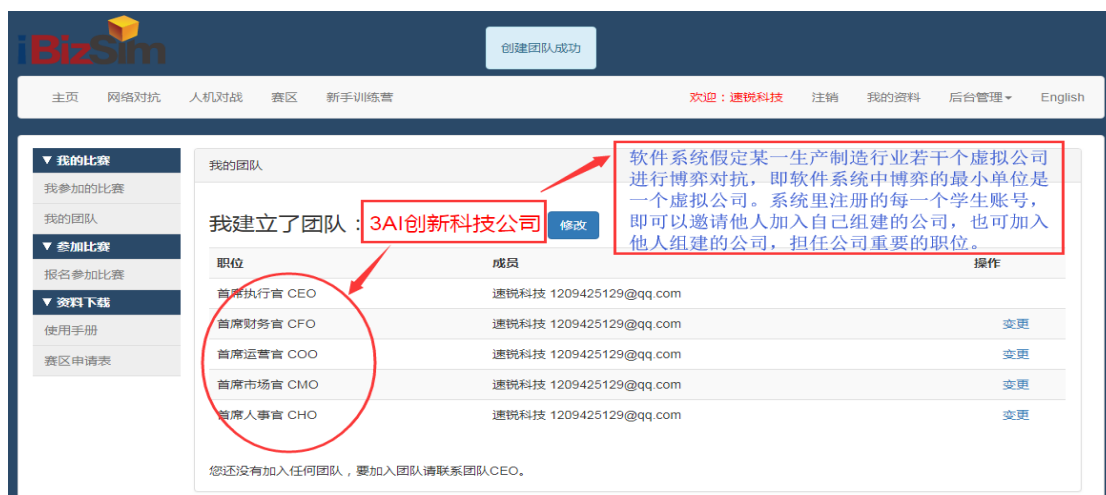 iBizSim
创建团队成功
主页 网络对抗 人机对战 赛区 新手训练营 欢迎：速锐科技 注销 我的资料 后台管理 English
▼ 我的比赛
我参加的比赛
我的团队
▼ 参加比赛
报名参加比赛
▼ 资料下载
使用手册
赛区申请表
我的团队
软件系统假定某一生产制造行业若干个虚拟公司
进行博弈对抗，即软件系统中博弈的最小单位是
一个虚拟公司。系统里注册的每一个学生账号，
即可以邀请他人加入自己组建的公司，也可加入
他人组建的公司，担任公司重要的职位。
我建立了团队：3AI创新科技公司 修改
职位 成员 操作
首席执行官 CEO 速锐科技 1209425129@qq.com
首席财务官 CFO 速锐科技 1209425129@qq.com 变更
首席运营官 COO 速锐科技 1209425129@qq.com 变更
首席市场官 CMO 速锐科技 1209425129@qq.com 变更
首席人事官 CHO 速锐科技 1209425129@qq.com 变更
您还没有加入任何团队，要加入团队请联系团队CEO。